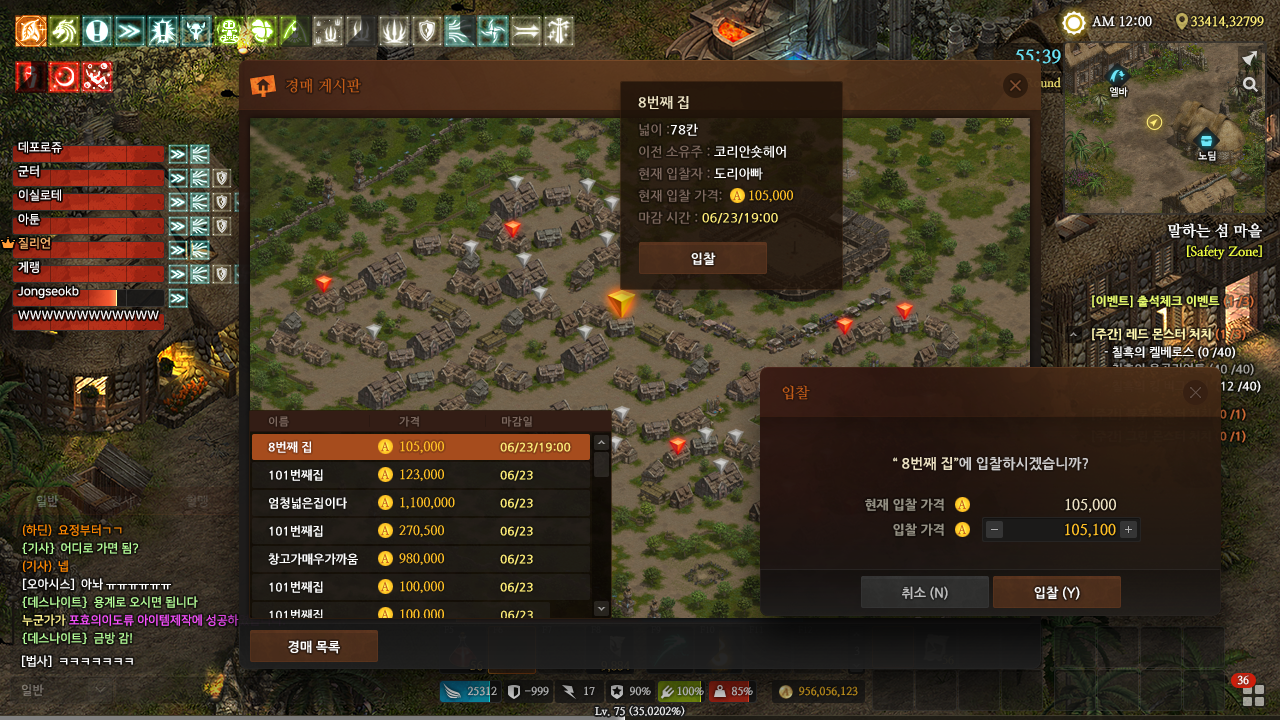 AM 12:00
33414,32799
55:39
und
엘바
노딤
말하는 섬 마을
[Safety Zone]
[이벤트] 출석체크 이벤트
[주간] 레드 몬스터 처치
- 칠흑의 켈베로스 (0 /40)
12 /40)
데포로쥬
군터
이실로테
아툰
질리언
게랭
Jongseokb
WWWWWWWWWWWW
경매 게시판
8번째 집
넓이 :78칸
이전 소유주 : 코리안숏헤어
현재 입찰자 : 도리아빠
현재 입찰 가격: 105,000
마감 시간 : 06/23/19:00
입찰
이름 가격 마감일
8번째 집 105,000 06/23/19:00
101번째집 123,000 06/23
엄청넓은집이다 1,100,000 06/23
101번째집 270,500 06/23
창고가매우가까움 980,000 06/23
101번째집 100,000 06/23
101번째집 100,000 06/23
경매 목록
입찰
“ 8번째 집”에 입찰하시겠습니까?
현재 입찰 가격 105,000
입찰 가격 − 105,100 +
취소 (N)
입찰 (Y)
일반
(하딘) 요정부터ㄱㄱ
{기사} 어디로 가면 됨?
(기사) 넵
[오아시스] 아놔 ㅠㅠㅠㅠㅠㅠ
{데스나이트} 용계로 오시면 됩니다
누군가가 포효의이도류 아이템제작에 성공하
{데스나이트} 금방 감!
[법사] ㅋㅋㅋㅋㅋㅋㅋ
일반
25312
-999
17
90%
100%
85%
956,056,123
Lv. 75 (35,0202%)
36